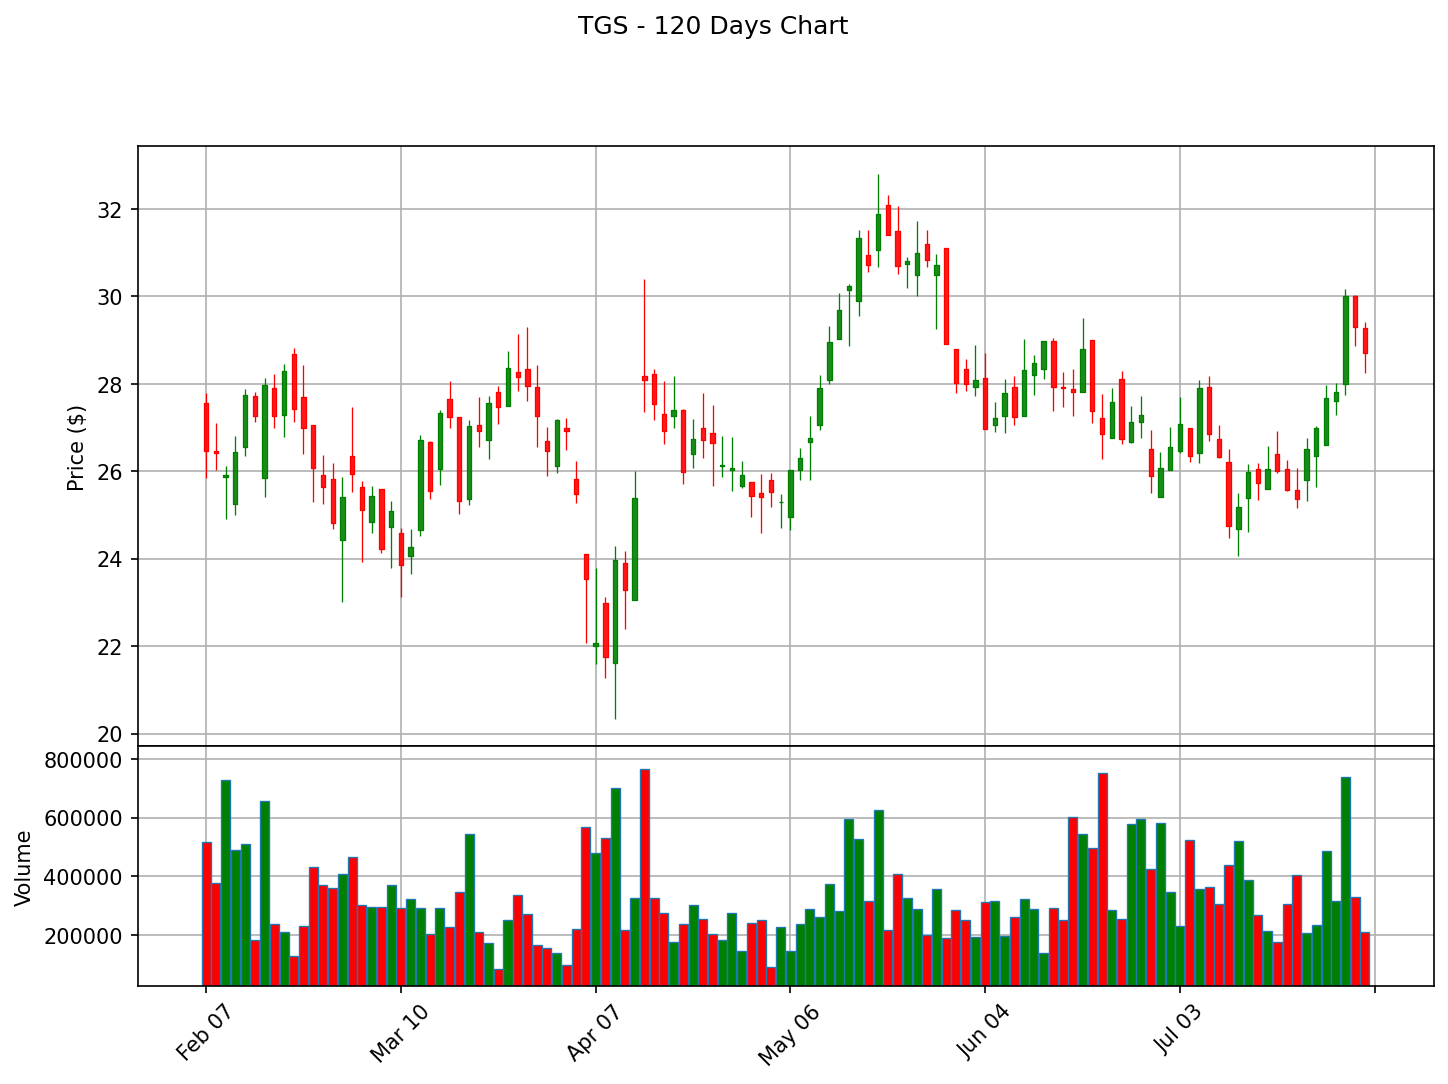 TGS - 120 Days Chart
Price ($)
32
30
28
26
24
22
20
Volume
800000
600000
400000
200000
Feb 07
Mar 10
Apr 07
May 06
Jun 04
Jul 03